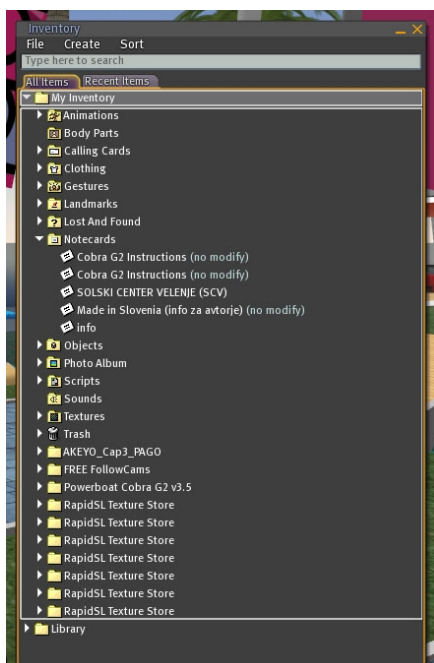 Inventory
File Create Sort
Type here to search
All Items Recent Items
My Inventory
Animations
Body Parts
Calling Cards
Clothing
Gestures
Landmarks
Lost And Found
Notecards
Cobra G2 Instructions (no modify)
Cobra G2 Instructions (no modify)
SOLSKI CENTER VELENJE (SCV)
Made in Slovenia (info za avtorje) (no modify)
info
Objects
Photo Album
Scripts
Sounds
Textures
Trash
AKEYO_Cap3_PAGO
FREE FollowCams
Powerboat Cobra G2 v3.5
RapidSL Texture Store
RapidSL Texture Store
RapidSL Texture Store
RapidSL Texture Store
RapidSL Texture Store
RapidSL Texture Store
RapidSL Texture Store
Library